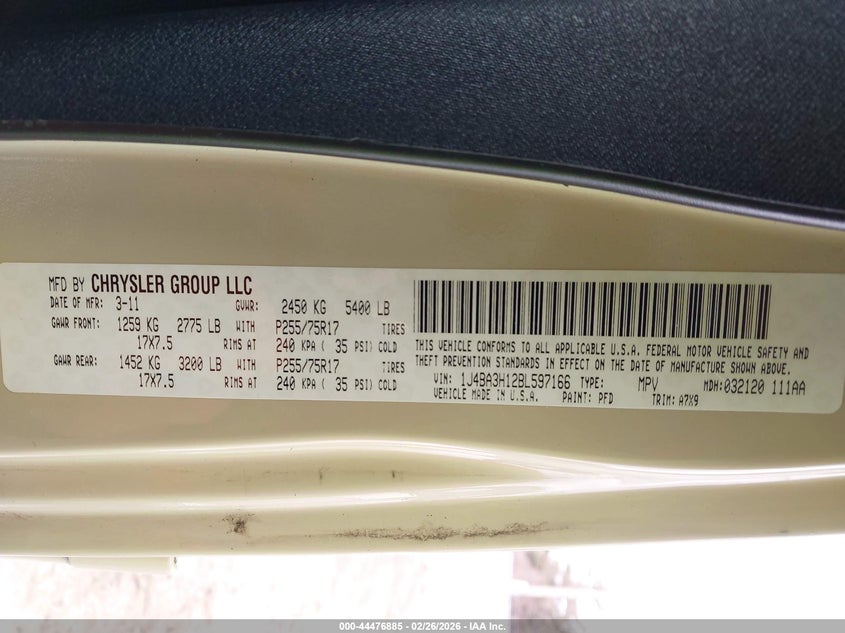 MFD BY CHRYSLER GROUP LLC
DATE OF MFR: 3-11 GVWR: 2450 KG 5400 LB
GAWR FRONT: 1259 KG 2775 LB WITH P255/75R17 TIRES
17X7.5 RIMS AT 240 KPA ( 35 PSI) COLD
GAWR REAR: 1452 KG 3200 LB WITH P255/75R17 TIRES
17X7.5 RIMS AT 240 KPA ( 35 PSI) COLD
THIS VEHICLE CONFORMS TO ALL APPLICABLE U.S.A. FEDERAL MOTOR VEHICLE SAFETY AND
THEFT PREVENTION STANDARDS IN EFFECT ON THE DATE OF MANUFACTURE SHOWN ABOVE.
VIN: 1J4BA3H12BL597166 TYPE: MPV MDH: 032120 111AA
VEHICLE MADE IN U.S.A. PAINT: PFD TRIM: A7X9
000-44476885 - 02/26/2026 - IAA Inc.